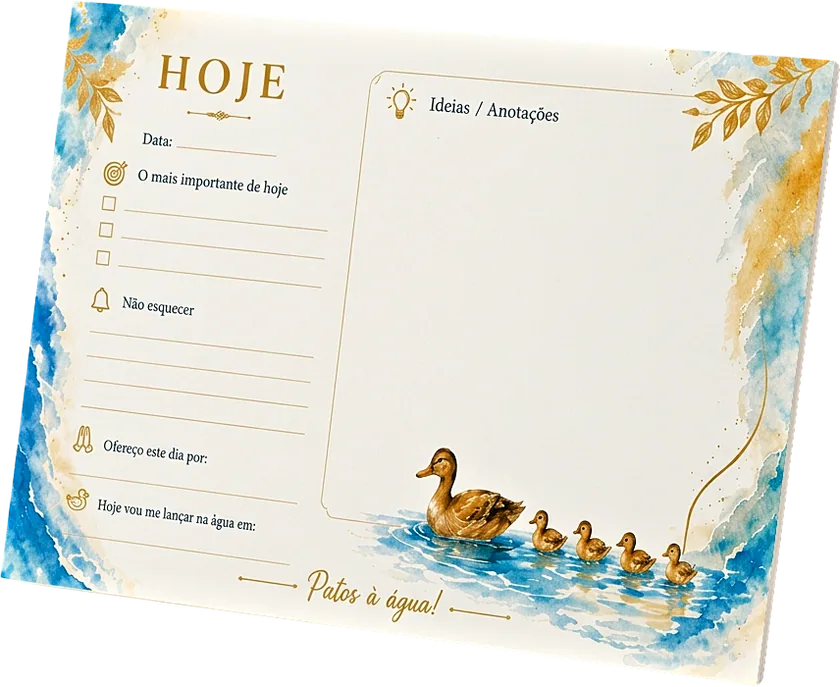 HOJE
Data:
O mais importante de hoje
Não esquecer
Ofereço este dia por:
Hoje vou me lançar na água em:
Ideias / Anotações
Patos à água!